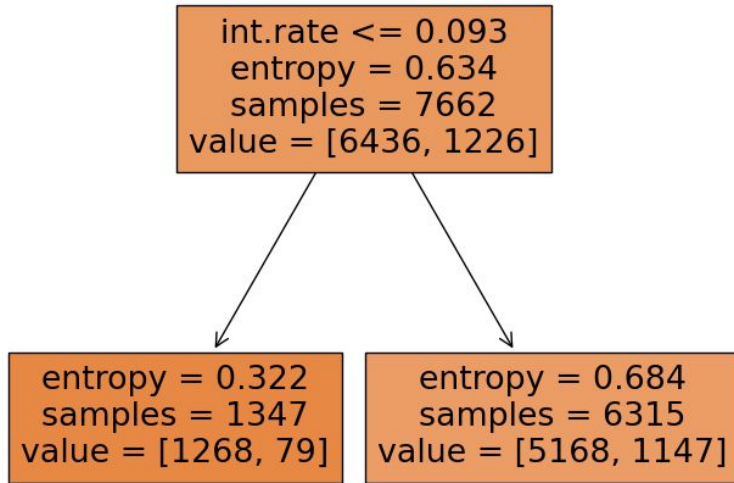 int.rate <= 0.093
entropy = 0.634
samples = 7662
value = [6436, 1226]
entropy = 0.322
samples = 1347
value = [1268, 79]
entropy = 0.684
samples = 6315
value = [5168, 1147]